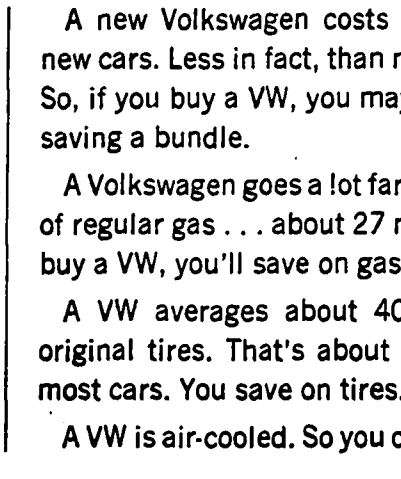 A new Volkswagen costs
new cars. Less in fact, than
So, if you buy a VW, you
saving a bundle.
A Volkswagen goes a lot
of regular gas . . . about 27
buy a VW, you'll save on gas
A VW averages about
original tires. That's about
most cars. You save on tires.
A VW is air-cooled. So you